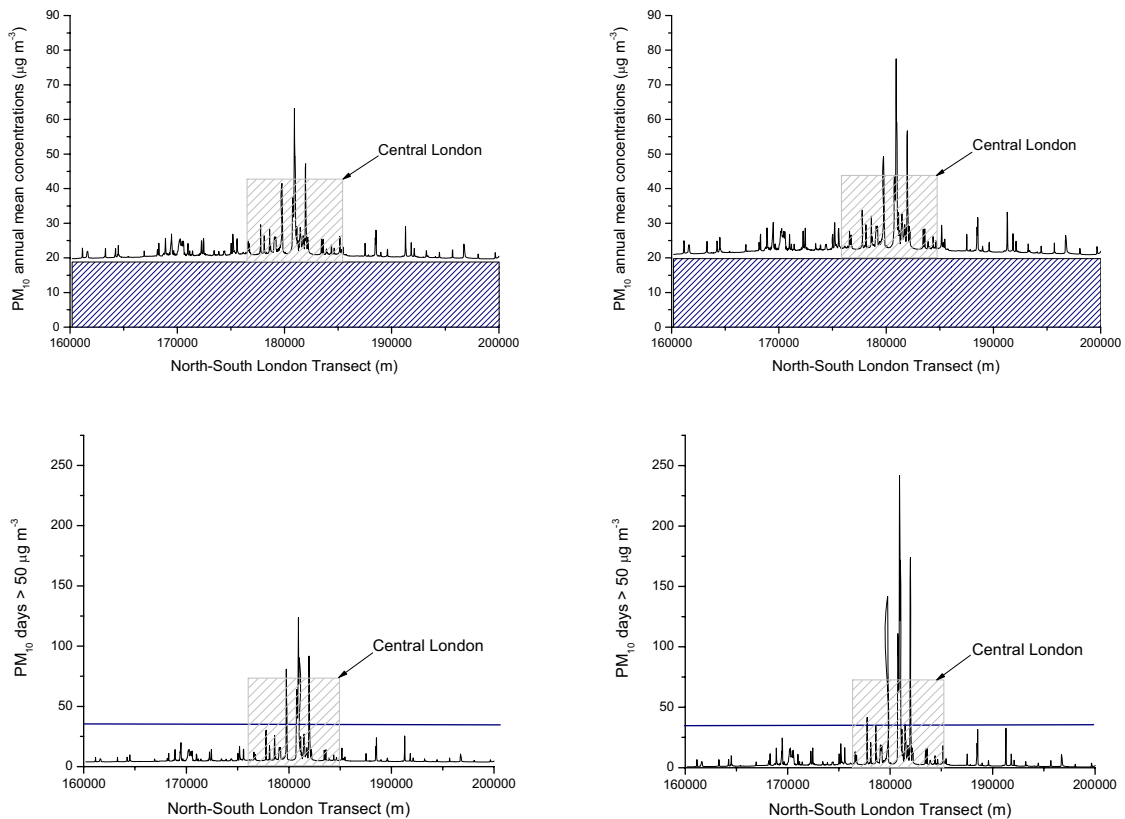 PM10 annual mean concentrations (μg m-3)
90
80
70
60
50
40
30
20
10
0
Central London
160000 170000 180000 190000 200000
North-South London Transect (m)
PM10 annual mean concentrations (μg m-3)
90
80
70
60
50
40
30
20
10
0
Central London
160000 170000 180000 190000 200000
North-South London Transect (m)
PM10 days > 50 μg m-3
250
200
150
100
50
0
Central London
160000 170000 180000 190000 200000
North-South London Transect (m)
PM10 days > 50 μg m-3
250
200
150
100
50
0
Central London
160000 170000 180000 190000 200000
North-South London Transect (m)